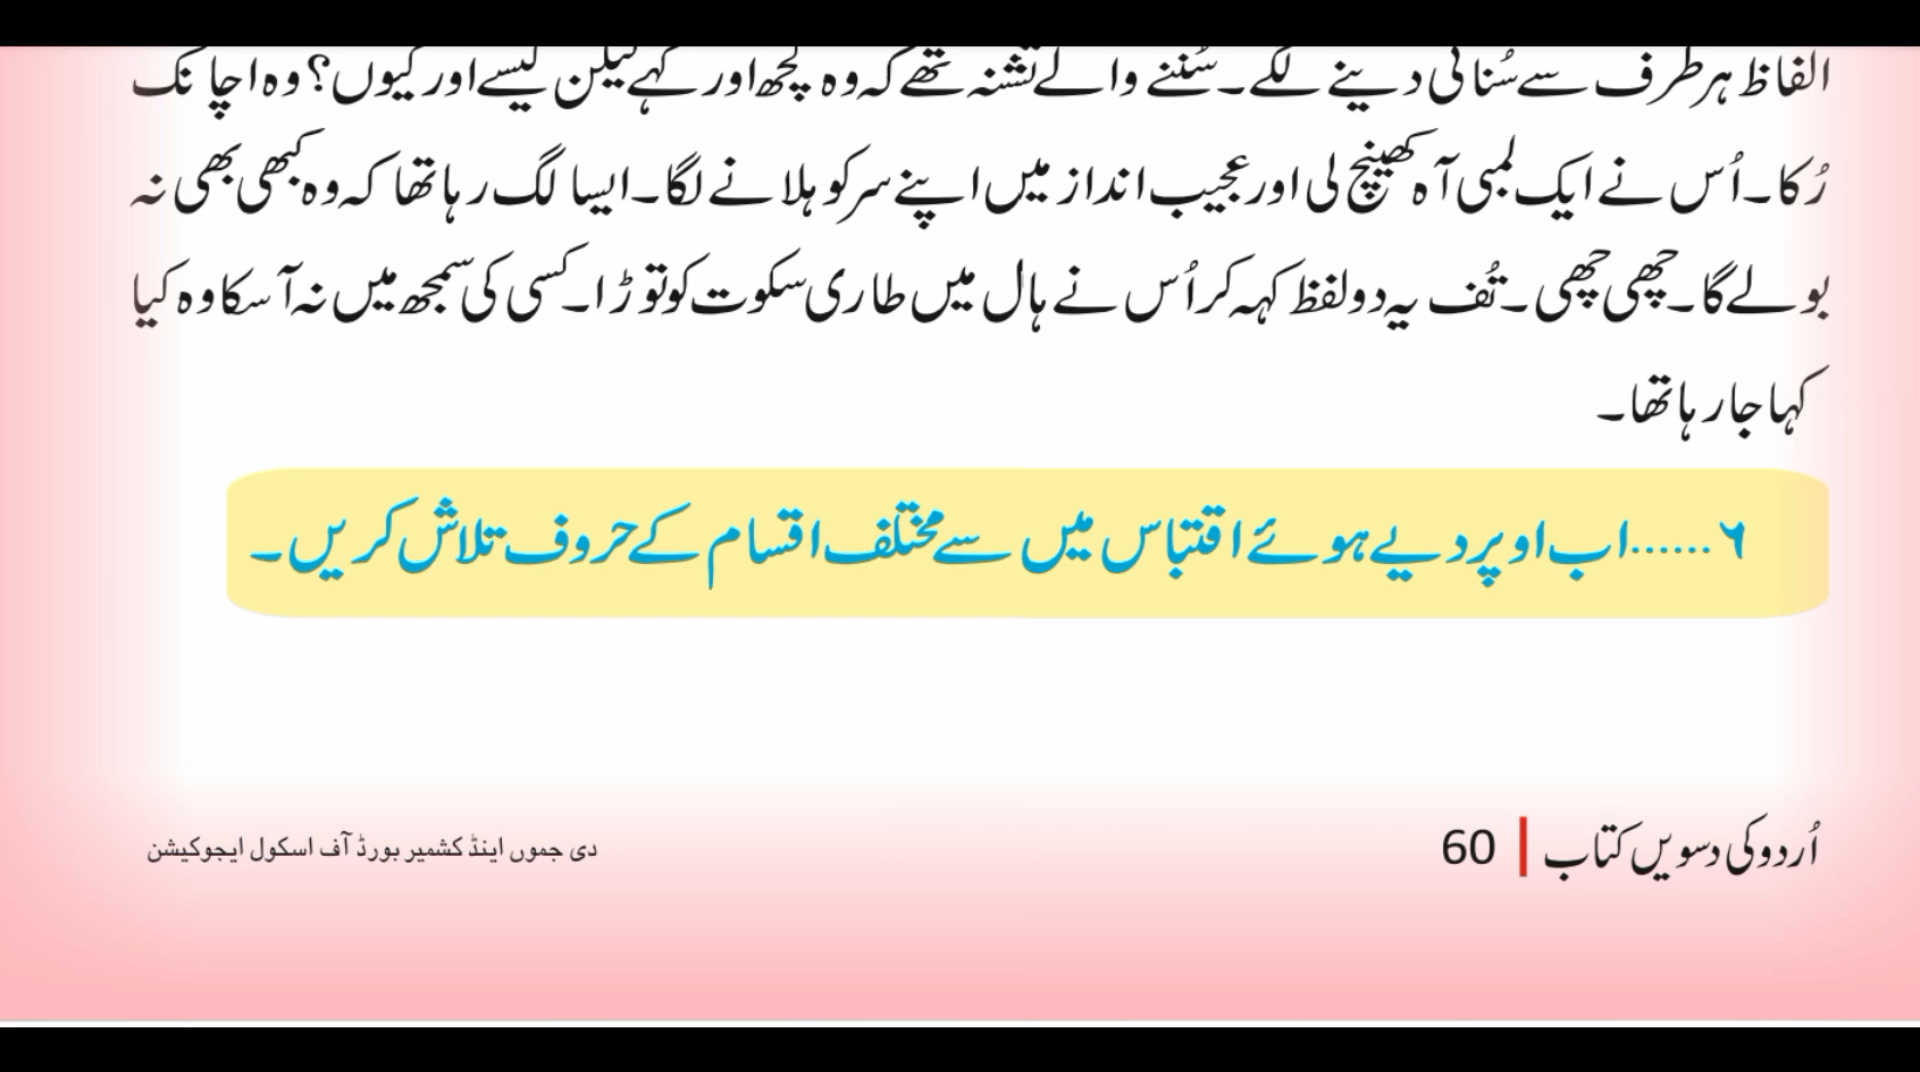 الفاظ ہر طرف سے سُنائی دینے لگے۔ سُننے والے تشنہ تھے کہ وہ کچھ اور کہے لیکن کیسے اور کیوں؟ وہ اچانک
رُکا۔ اُس نے ایک لمبی آہ کھینچ لی اور عجیب انداز میں اپنے سر کو ہلانے لگا۔ ایسا لگ رہا تھا کہ وہ کبھی بھی نہ
بولے گا۔ چھی چھی۔ تُف یہ دو لفظ کہہ کر اُس نے ہال میں طاری سکوت کو توڑا۔ کسی کی سمجھ میں نہ آ سکا وہ کیا
کہا جا رہا تھا۔
۶......اب اوپر دیے ہوئے اقتباس میں سے مختلف اقسام کے حروف تلاش کریں۔
اُردو کی دسویں کتاب | 60
دی جموں اینڈ کشمیر بورڈ آف اسکول ایجوکیشن